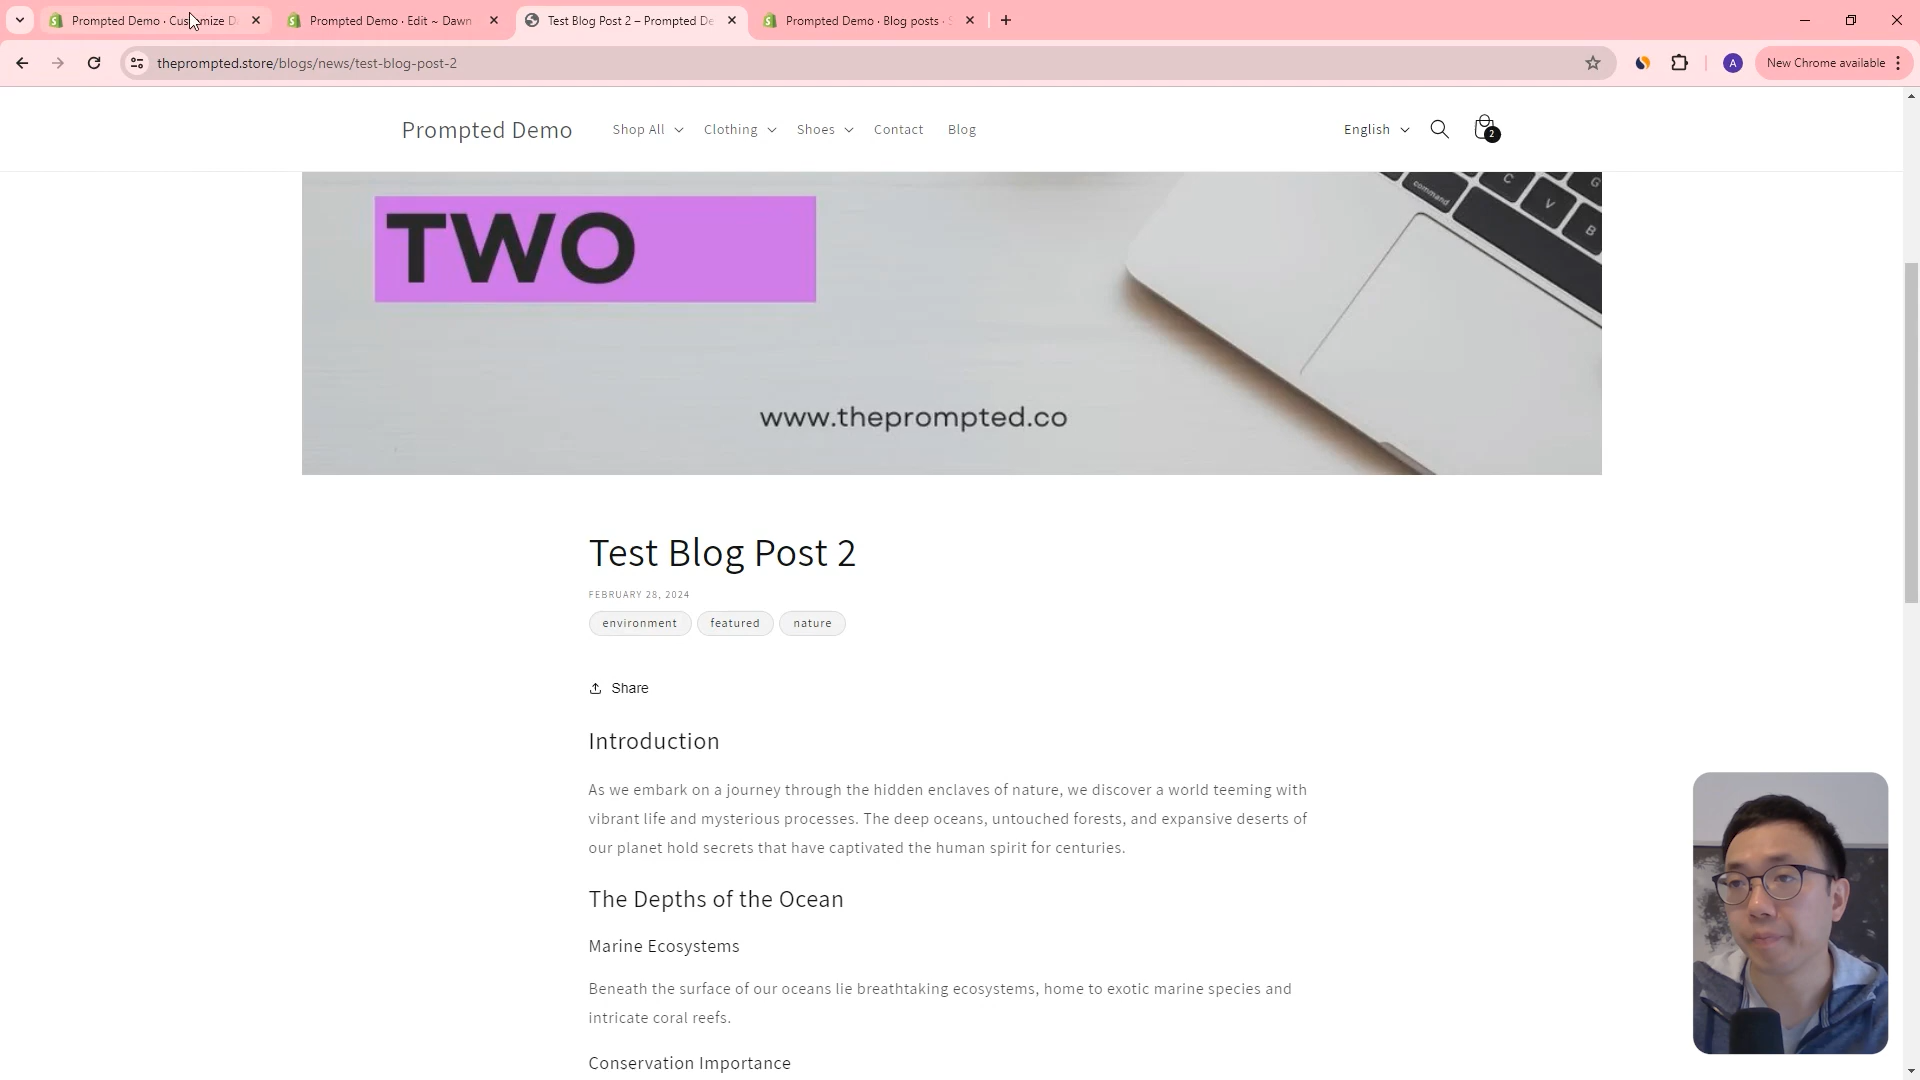 Prompted Demo · Customize D
Prompted Demo · Edit ~ Dawn
Test Blog Post 2 – Prompted De
Prompted Demo · Blog posts ·
theprompted.store/blogs/news/test-blog-post-2
A
New Chrome available
Prompted Demo
Shop All
Clothing
Shoes
Contact
Blog
English
2
TWO
command
C
V
B
G
www.theprompted.co
Test Blog Post 2
FEBRUARY 28, 2024
environment
featured
nature
Share
Introduction
As we embark on a journey through the hidden enclaves of nature, we discover a world teeming with
vibrant life and mysterious processes. The deep oceans, untouched forests, and expansive deserts of
our planet hold secrets that have captivated the human spirit for centuries.
The Depths of the Ocean
Marine Ecosystems
Beneath the surface of our oceans lie breathtaking ecosystems, home to exotic marine species and
intricate coral reefs.
Conservation Importance